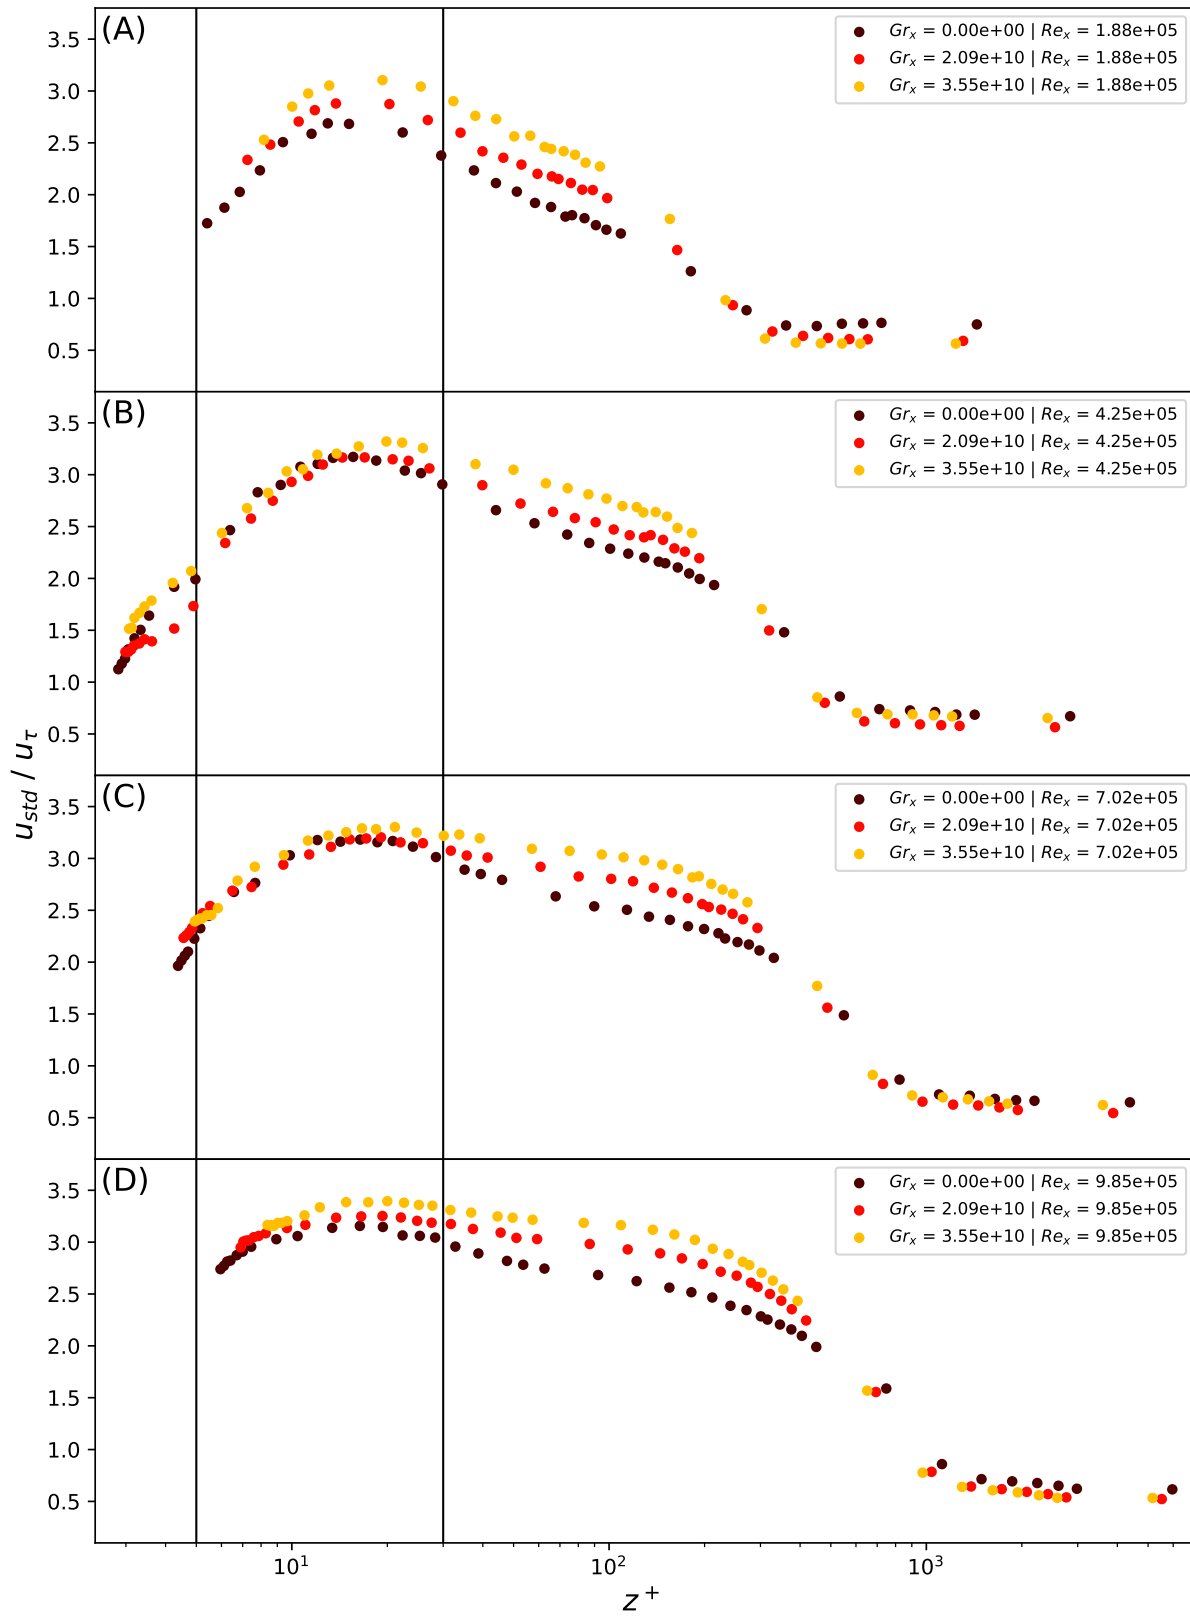 (A)
Gr_x = 0.00e+00 | Re_x = 1.88e+05
Gr_x = 2.09e+10 | Re_x = 1.88e+05
Gr_x = 3.55e+10 | Re_x = 1.88e+05
3.5
3.0
2.5
2.0
1.5
1.0
0.5
(B)
Gr_x = 0.00e+00 | Re_x = 4.25e+05
Gr_x = 2.09e+10 | Re_x = 4.25e+05
Gr_x = 3.55e+10 | Re_x = 4.25e+05
3.5
3.0
2.5
2.0
1.5
1.0
0.5
u_std / u_τ
(C)
Gr_x = 0.00e+00 | Re_x = 7.02e+05
Gr_x = 2.09e+10 | Re_x = 7.02e+05
Gr_x = 3.55e+10 | Re_x = 7.02e+05
3.5
3.0
2.5
2.0
1.5
1.0
0.5
(D)
Gr_x = 0.00e+00 | Re_x = 9.85e+05
Gr_x = 2.09e+10 | Re_x = 9.85e+05
Gr_x = 3.55e+10 | Re_x = 9.85e+05
3.5
3.0
2.5
2.0
1.5
1.0
0.5
10^1 10^2 10^3
z^+